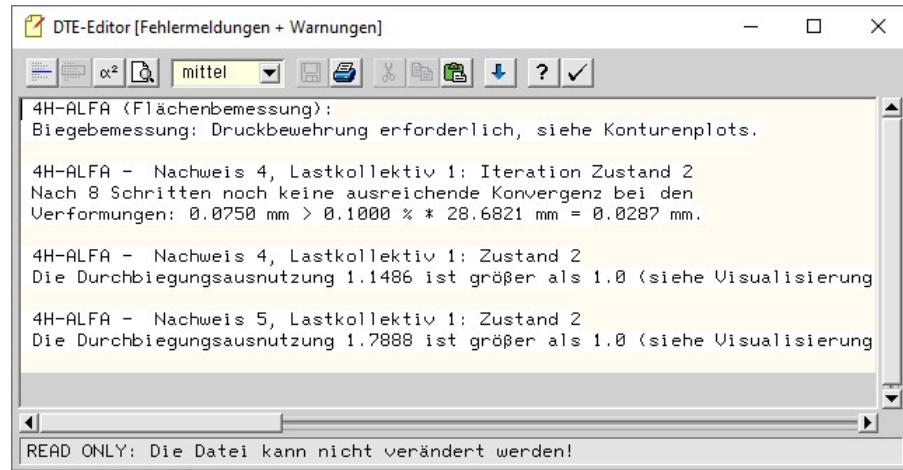 DTE-Editor [Fehlermeldungen + Warnungen]
α² mittel ? ✓
4H-ALFA (Flächenbemessung):
Biegebemessung: Druckbewehrung erforderlich, siehe Konturenplots.
4H-ALFA - Nachweis 4, Lastkollektiv 1: Iteration Zustand 2
Nach 8 Schritten noch keine ausreichende Konvergenz bei den
Verformungen: 0.0750 mm > 0.1000 % * 28.6821 mm = 0.0287 mm.
4H-ALFA - Nachweis 4, Lastkollektiv 1: Zustand 2
Die Durchbiegungsausnutzung 1.1486 ist größer als 1.0 (siehe Visualisierung
4H-ALFA - Nachweis 5, Lastkollektiv 1: Zustand 2
Die Durchbiegungsausnutzung 1.7888 ist größer als 1.0 (siehe Visualisierung
READ ONLY: Die Datei kann nicht verändert werden!